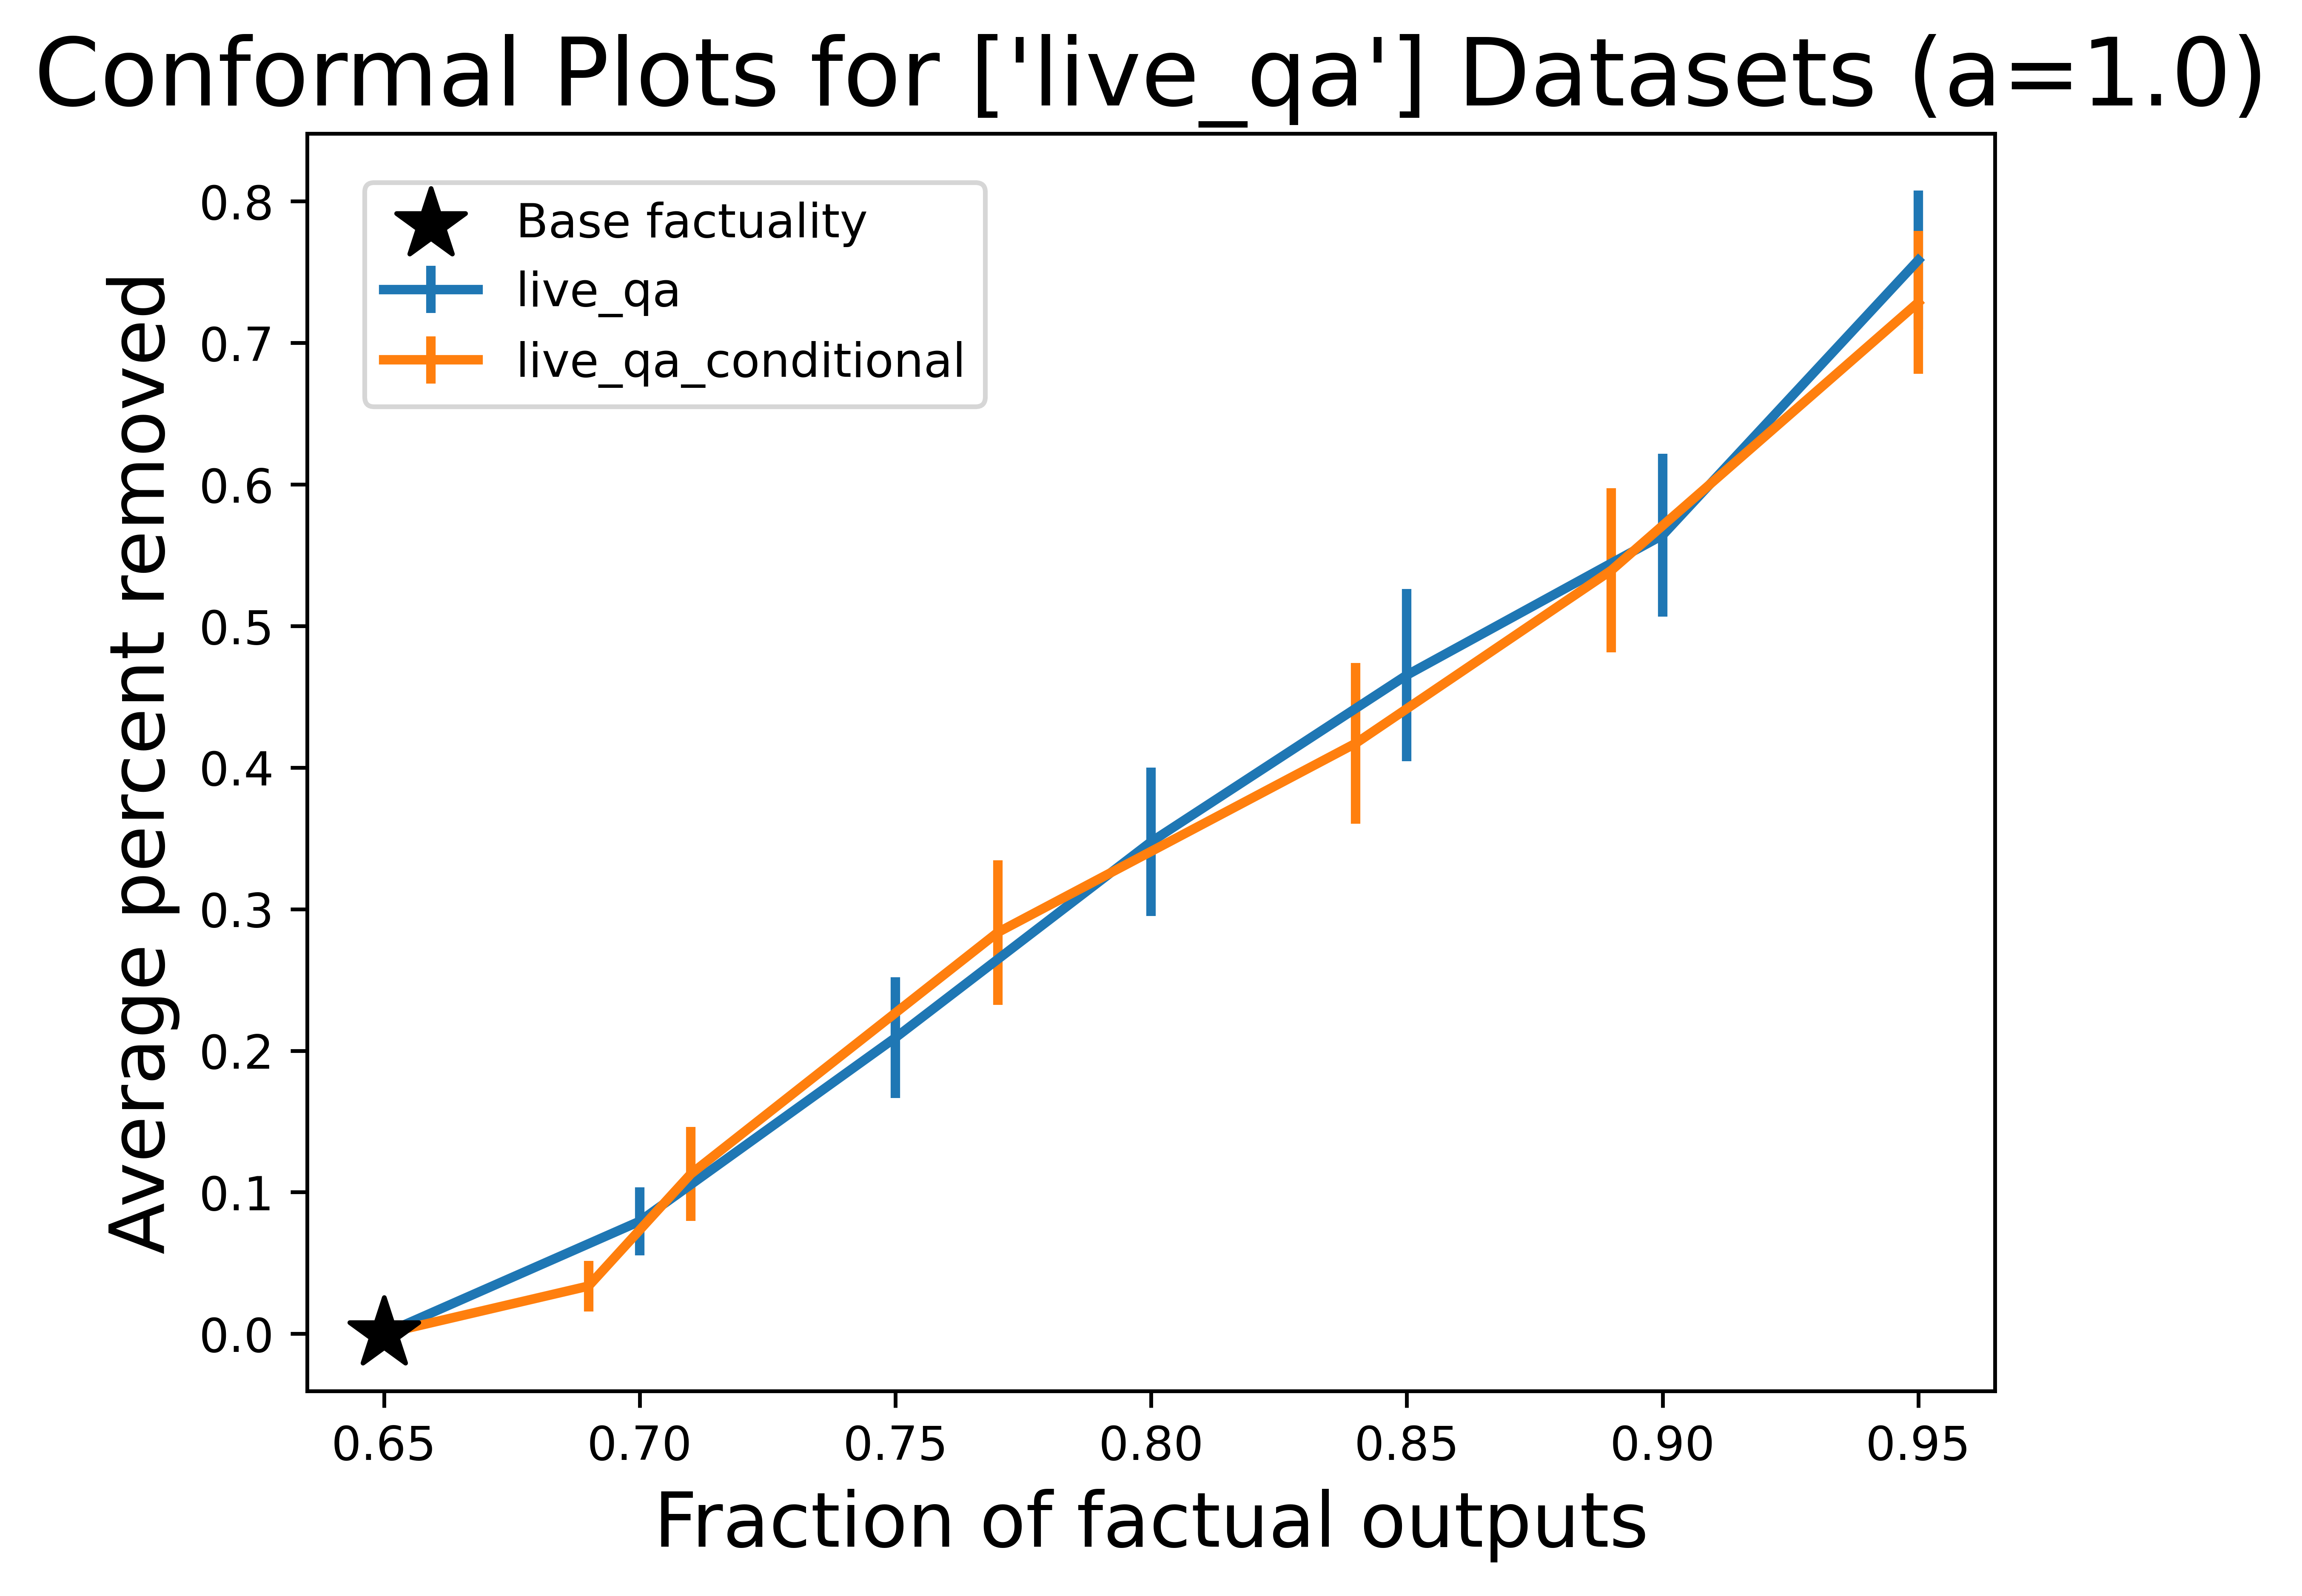 Conformal Plots for ['live_qa'] Datasets (a=1.0)
Base factuality
live_qa
live_qa_conditional
Average percent removed
0.8
0.7
0.6
0.5
0.4
0.3
0.2
0.1
0.0
0.65 0.70 0.75 0.80 0.85 0.90 0.95
Fraction of factual outputs